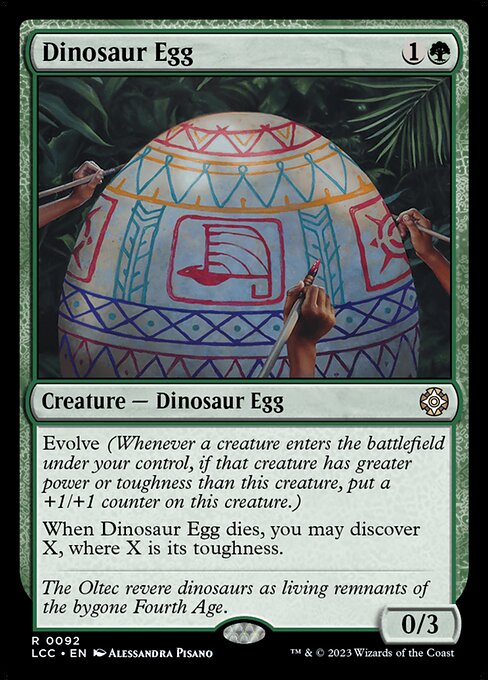 Dinosaur Egg 1
Creature — Dinosaur Egg
Evolve (Whenever a creature enters the battlefield
under your control, if that creature has greater
power or toughness than this creature, put a
+1/+1 counter on this creature.)
When Dinosaur Egg dies, you may discover
X, where X is its toughness.
The Oltec revere dinosaurs as living remnants of
the bygone Fourth Age.
0/3
R 0092
LCC • EN Alessandra Pisano
™ & © 2023 Wizards of the Coast